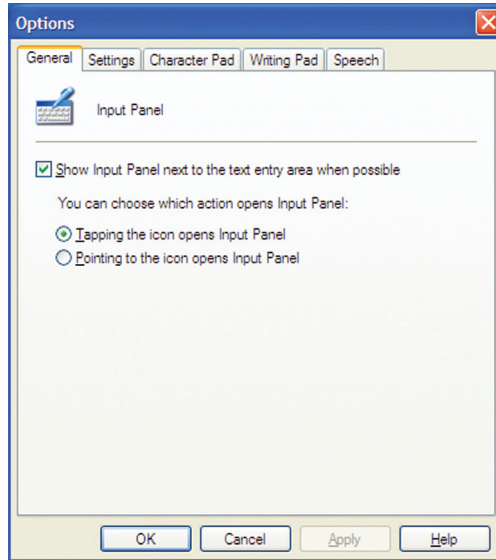 Options
General Settings Character Pad Writing Pad Speech
Input Panel
Show Input Panel next to the text entry area when possible
You can choose which action opens Input Panel:
Tapping the icon opens Input Panel
Pointing to the icon opens Input Panel
OK Cancel Apply Help